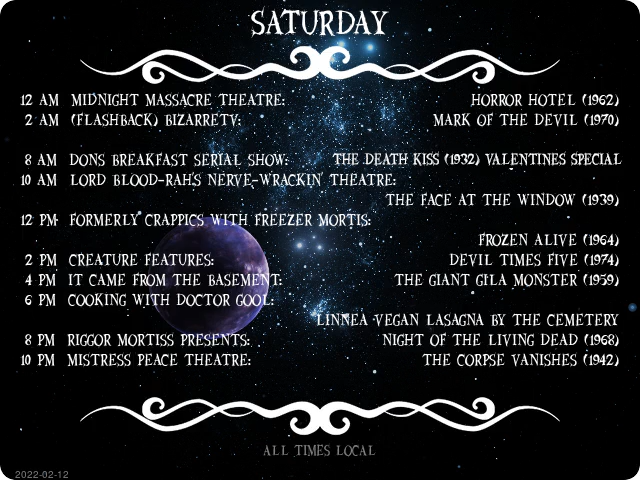 SATURDAY
12 AM MIDNIGHT MASSACRE THEATRE: HORROR HOTEL (1962)
2 AM (FLASHBACK) BIZARRETV: MARK OF THE DEVIL (1970)
8 AM DONS BREAKFAST SERIAL SHOW: THE DEATH KISS (1932) VALENTINES SPECIAL
10 AM LORD BLOOD-RAH'S NERVE-WRACKIN' THEATRE:
THE FACE AT THE WINDOW (1939)
12 PM FORMERLY CRAPPICS WITH FREEZER MORTIS:
FROZEN ALIVE (1964)
2 PM CREATURE FEATURES: DEVIL TIMES FIVE (1974)
4 PM IT CAME FROM THE BASEMENT: THE GIANT GILA MONSTER (1959)
6 PM COOKING WITH DOCTOR GOOL:
LINNEA VEGAN LASAGNA BY THE CEMETERY
8 PM RIGGOR MORTISS PRESENTS: NIGHT OF THE LIVING DEAD (1968)
10 PM MISTRESS PEACE THEATRE: THE CORPSE VANISHES (1942)
ALL TIMES LOCAL
2022-02-12